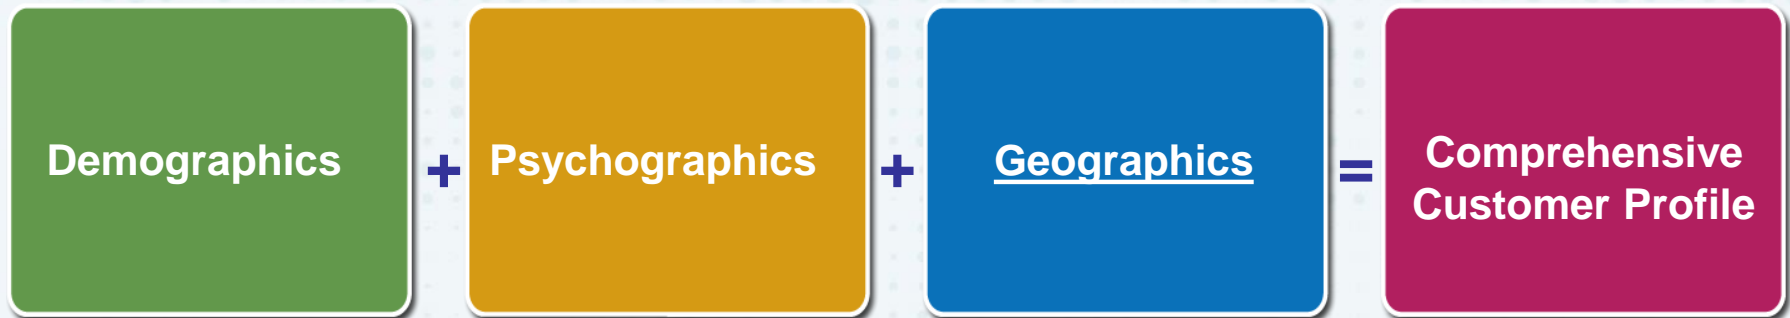 Demographics
+
Psychographics
+
Geographics
=
Comprehensive
Customer Profile